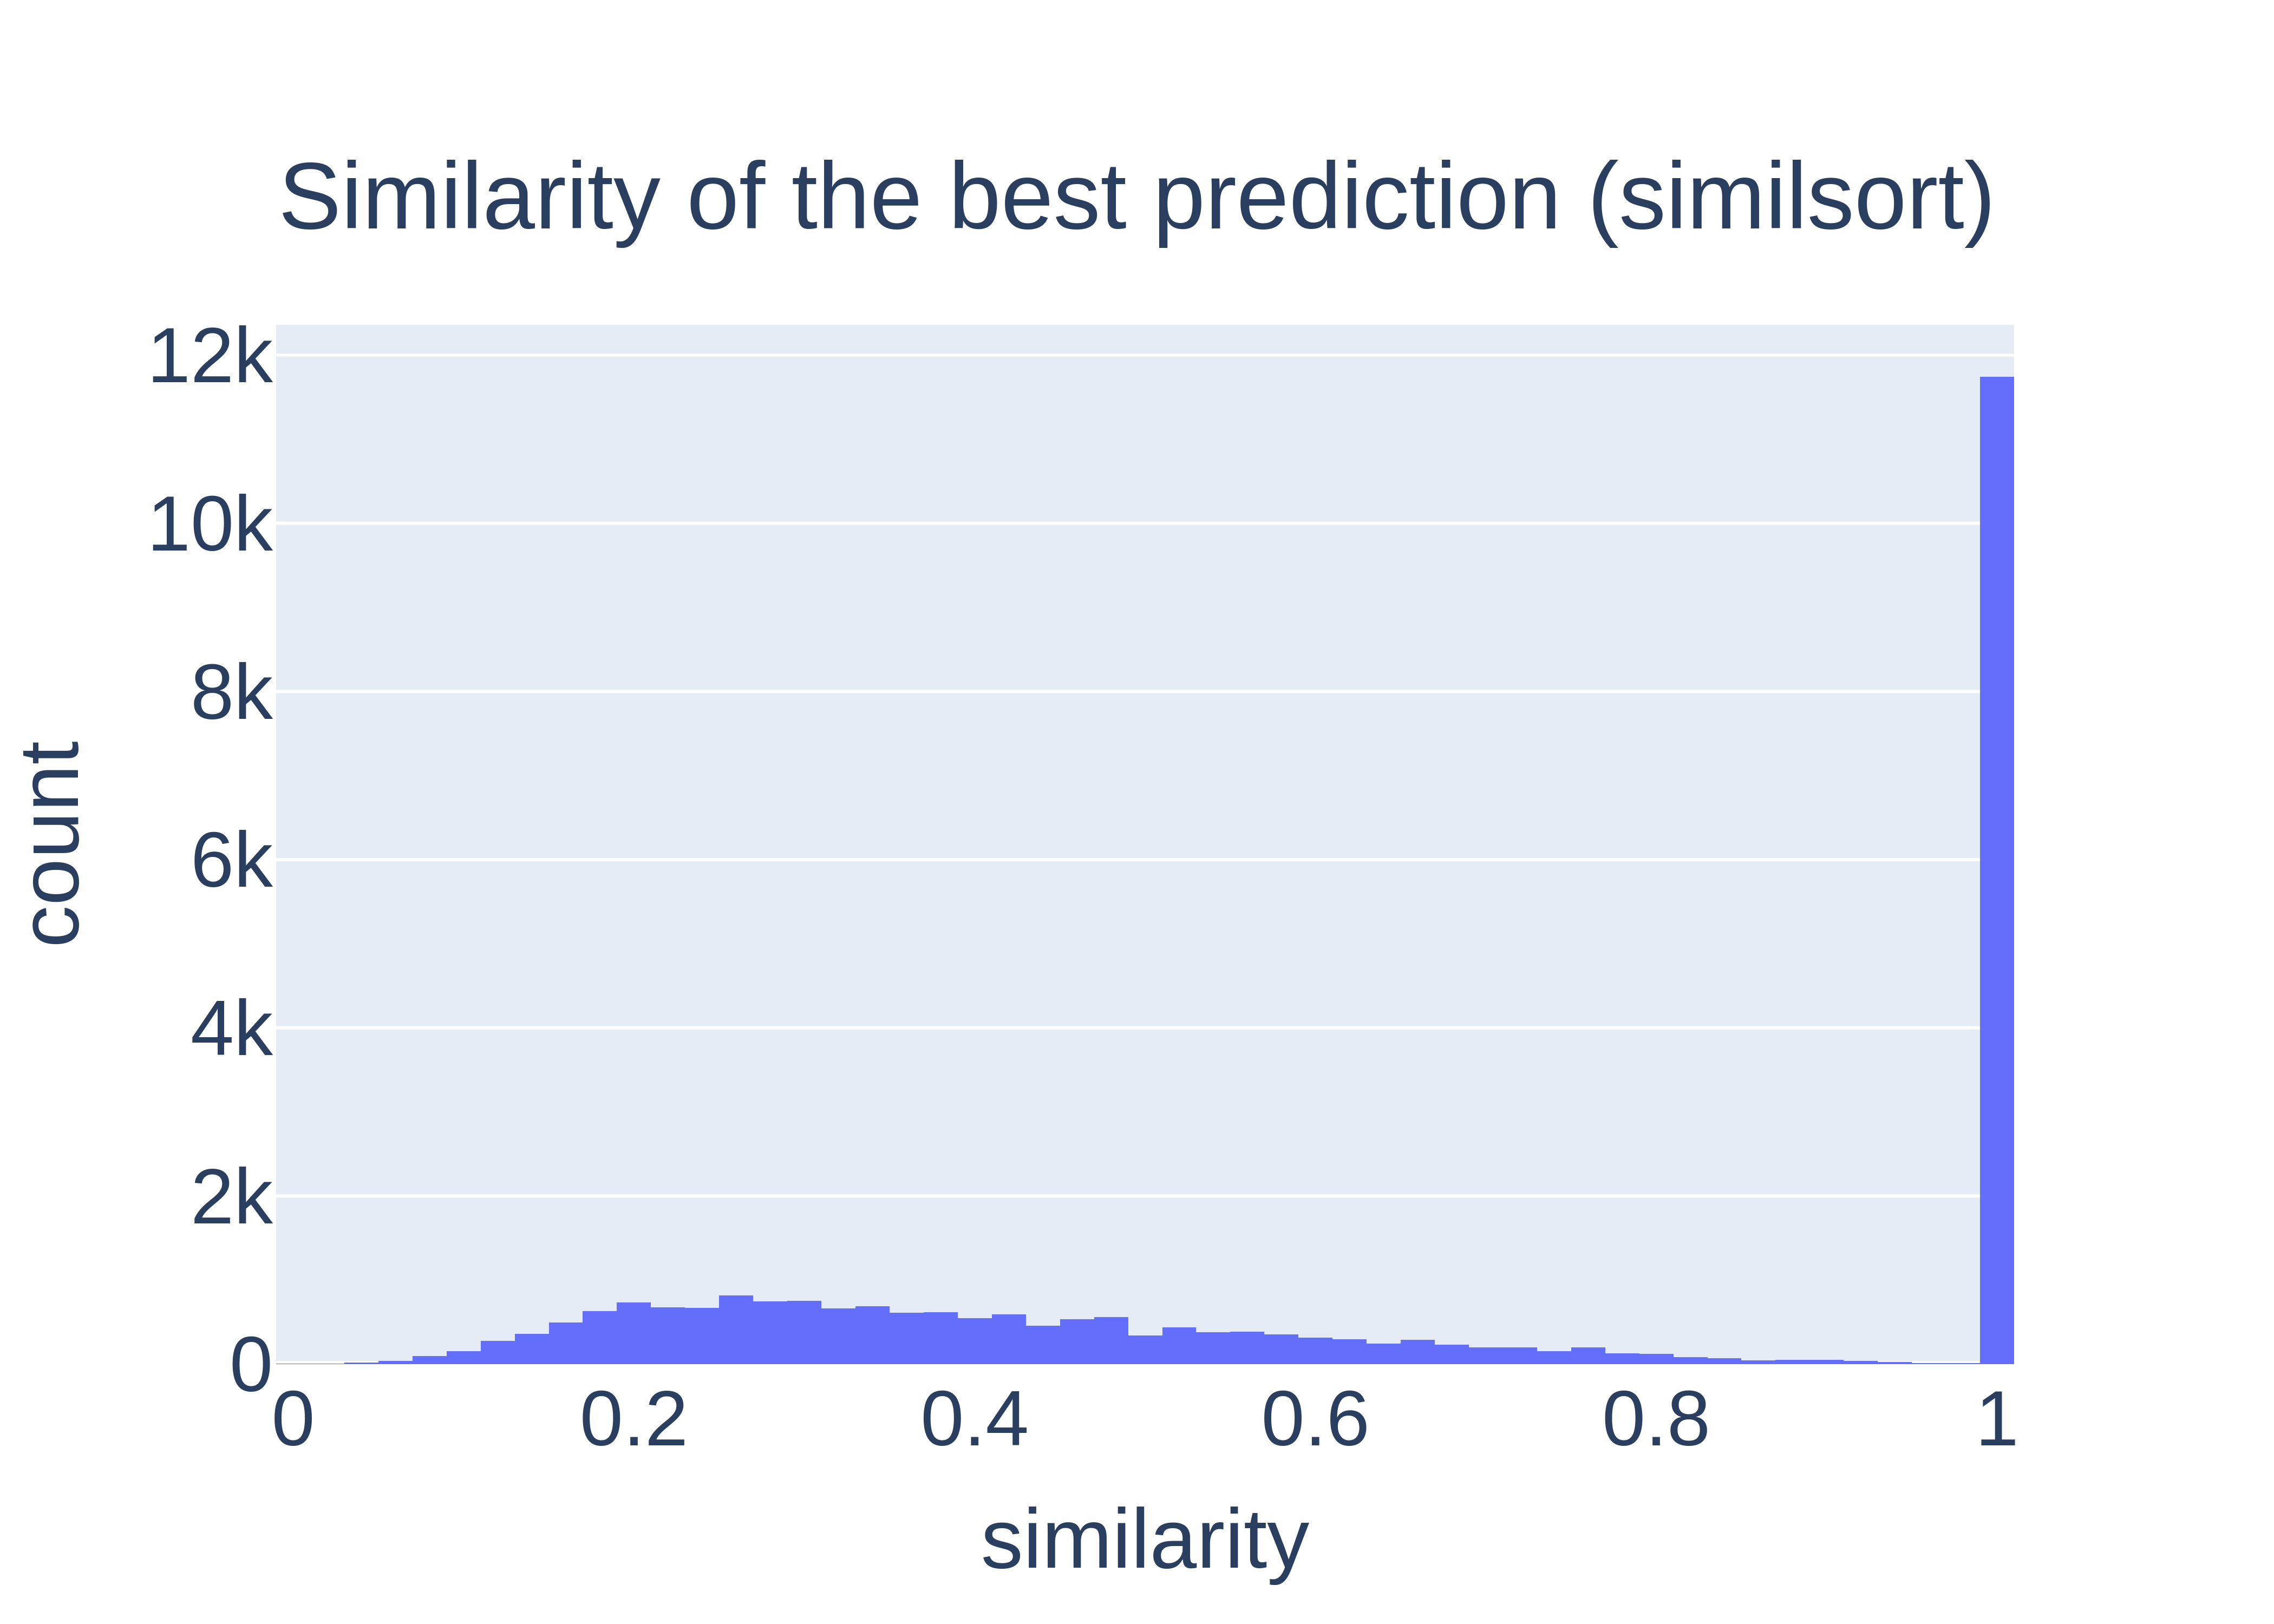 Similarity of the best prediction (similsort)
12k
10k
8k
6k
4k
2k
0
count
0 0.2 0.4 0.6 0.8 1
similarity